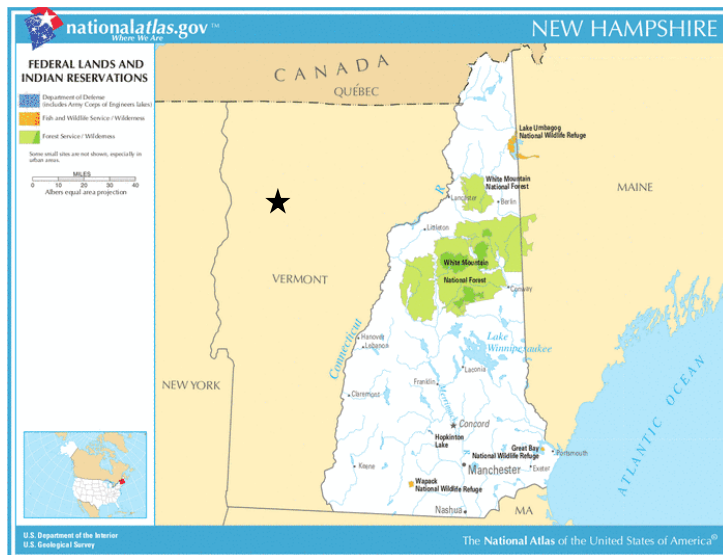 nationalatlas.gov™
Where We Are
NEW HAMPSHIRE
FEDERAL LANDS AND
INDIAN RESERVATIONS
Department of Defense
(includes Army Corps of Engineers lakes)
Fish and Wildlife Service / Wilderness
Forest Service / Wilderness
Some small sites are not shown, especially in
urban areas.
MILES
0 10 20 30 40
Albers equal area projection
CANADA
QUÉBEC
Lake Umbagog
National Wildlife Refuge
White Mountain
National Forest
R.
Lancaster
Berlin
MAINE
Littleton
White Mountain
National Forest
VERMONT
Conway
Connecticut
Hanover
Lebanon
Lake
Winnipesaukee
Laconia
NEW YORK
Franklin
Claremont
Merrimack
Concord
Hopkinton
Lake
Great Bay
National Wildlife Refuge
Portsmouth
Exeter
Keene
Manchester
Wapack
National Wildlife Refuge
Nashua
MA
ATLANTIC OCEAN
U.S. Department of the Interior
U.S. Geological Survey
The National Atlas of the United States of America®